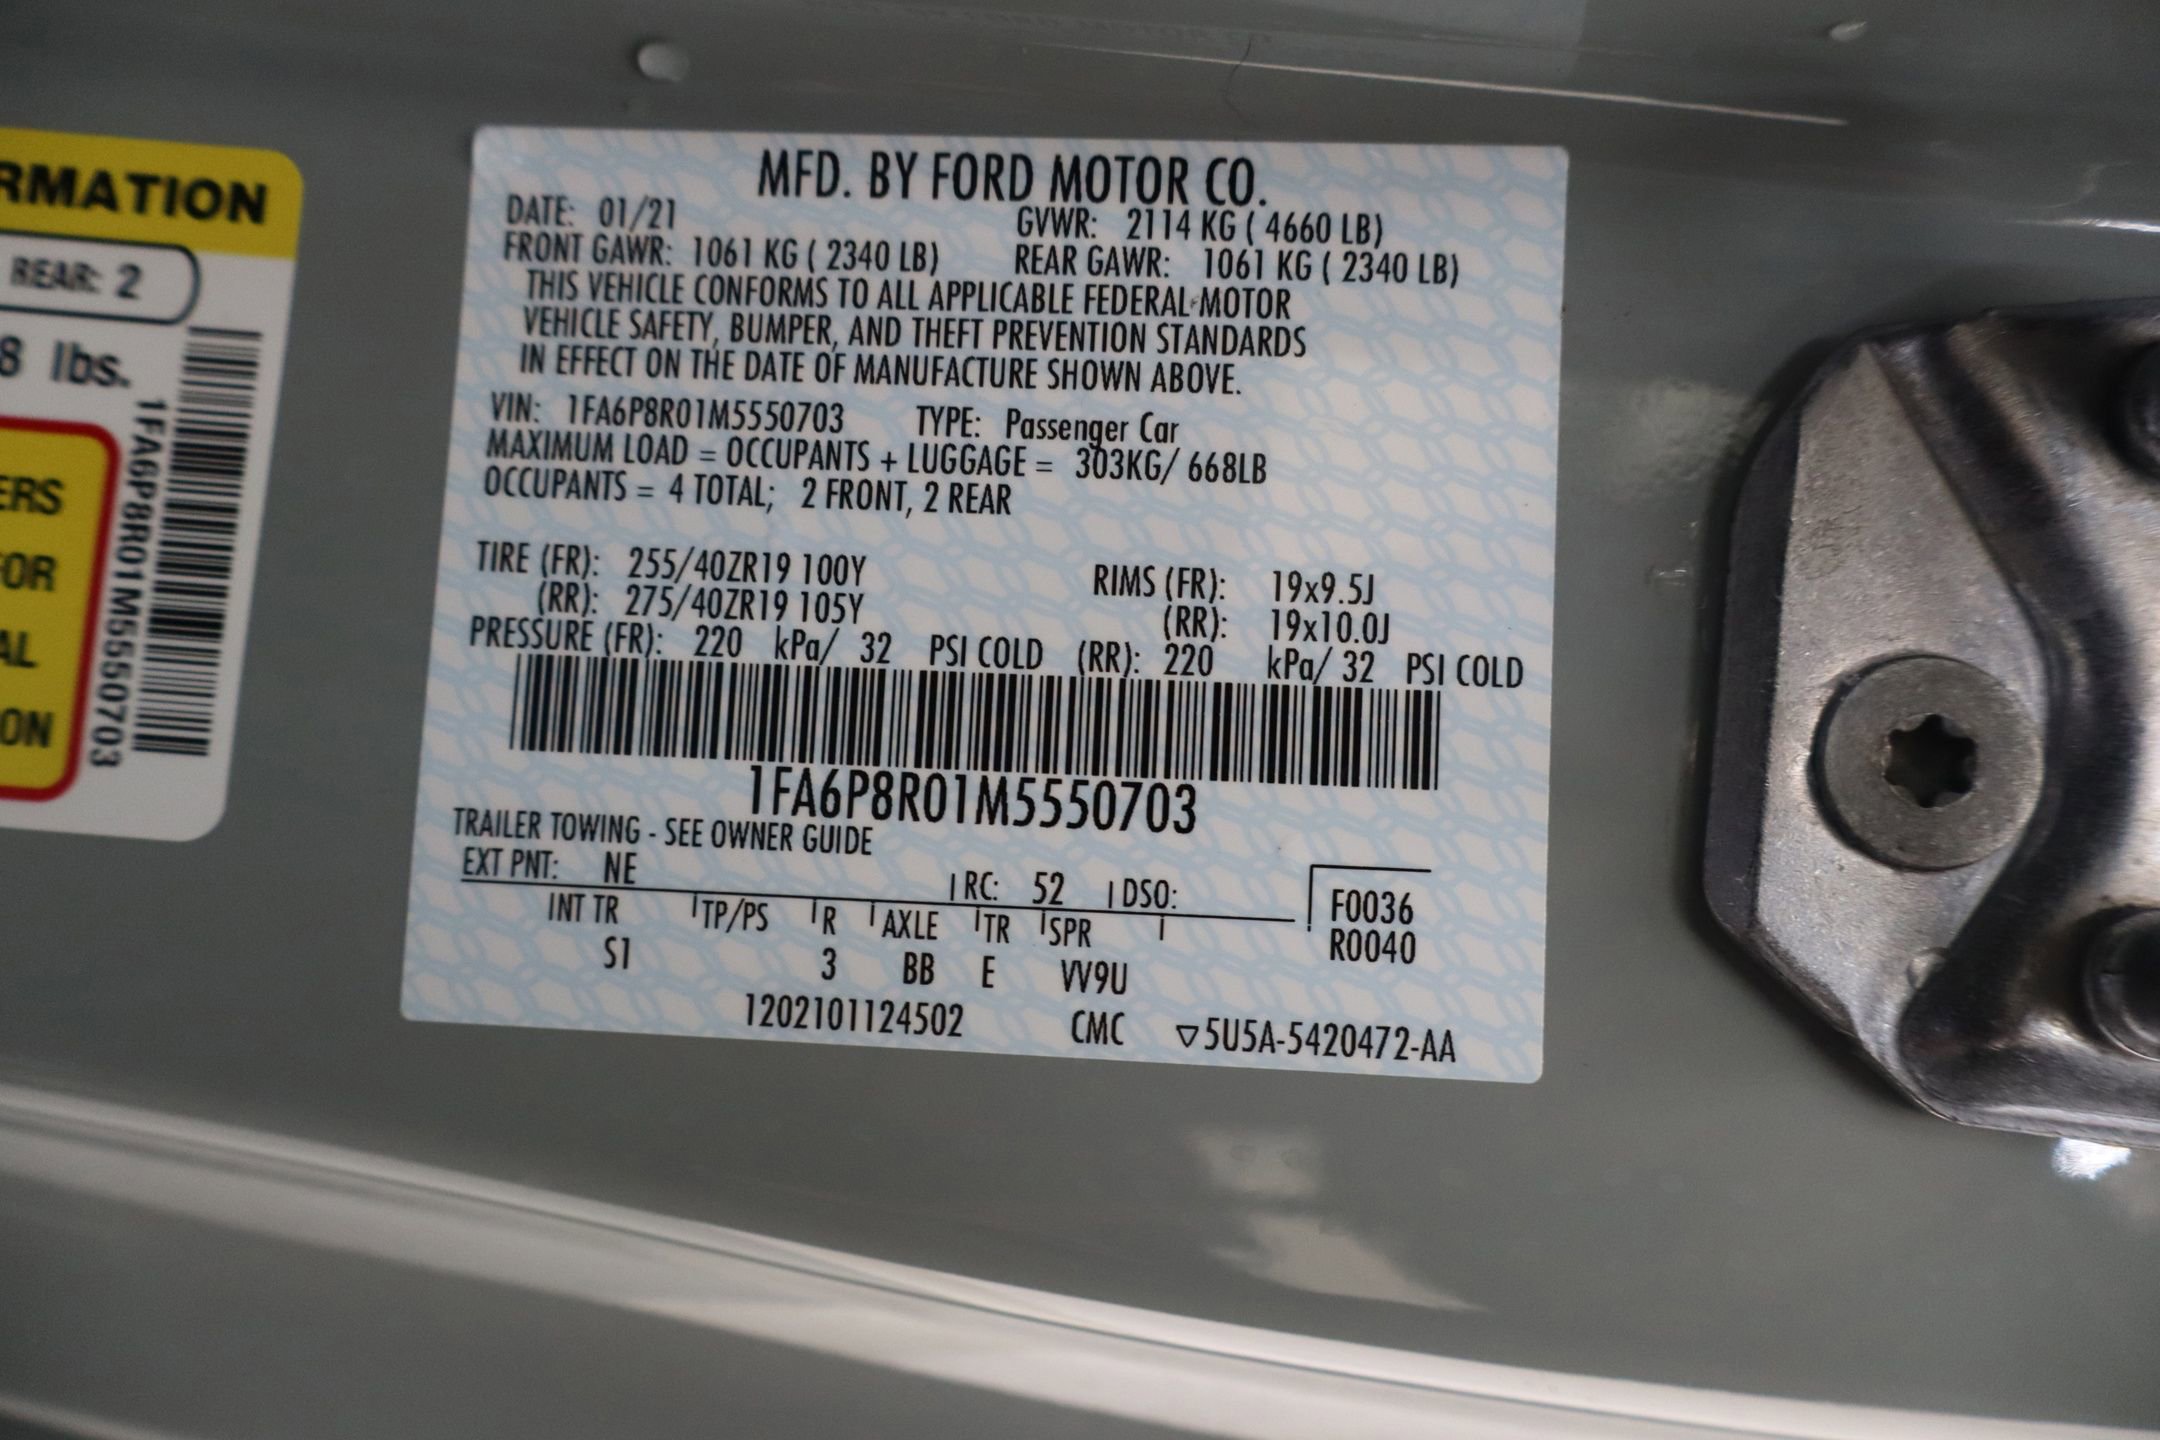 RMATION
REAR: 2
8 lbs.
1FA6P8R01M5550703
ERS
OR
AL
ON
MFD. BY FORD MOTOR CO.
DATE: 01/21 GVWR: 2114 KG ( 4660 LB)
FRONT GAWR: 1061 KG ( 2340 LB) REAR GAWR: 1061 KG ( 2340 LB)
THIS VEHICLE CONFORMS TO ALL APPLICABLE FEDERAL MOTOR
VEHICLE SAFETY, BUMPER, AND THEFT PREVENTION STANDARDS
IN EFFECT ON THE DATE OF MANUFACTURE SHOWN ABOVE.
VIN: 1FA6P8R01M5550703 TYPE: Passenger Car
MAXIMUM LOAD = OCCUPANTS + LUGGAGE = 303KG/ 668LB
OCCUPANTS = 4 TOTAL; 2 FRONT, 2 REAR
TIRE (FR): 255/40ZR19 100Y RIMS (FR): 19x9.5J
(RR): 275/40ZR19 105Y (RR): 19x10.0J
PRESSURE (FR): 220 kPa/ 32 PSI COLD (RR): 220 kPa/ 32 PSI COLD
1FA6P8R01M5550703
TRAILER TOWING - SEE OWNER GUIDE
EXT PNT: NE RC: 52 DSO: F0036
INT TR TP/PS R AXLE TR SPR R0040
S1 3 BB E VV9U
1202101124502 CMC ▽5U5A-5420472-AA